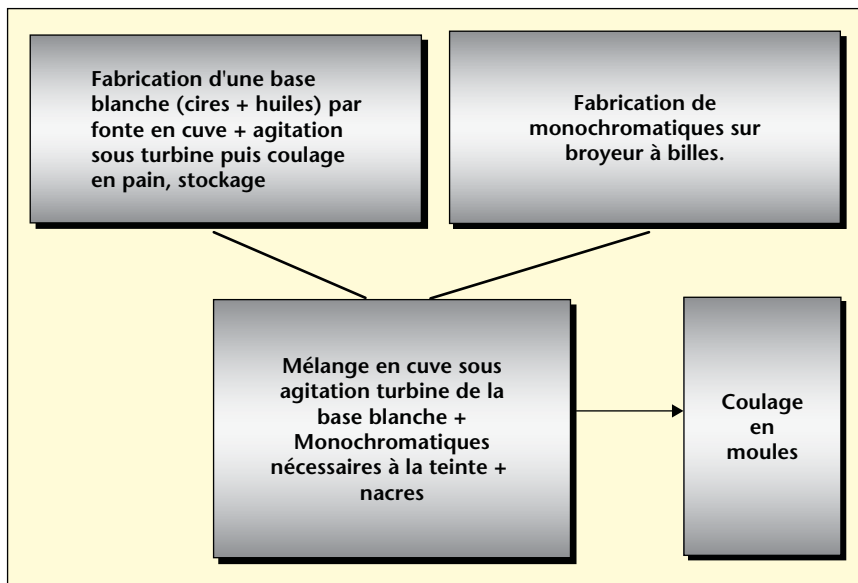 Fabrication d'une base
blanche (cires + huiles) par
fonte en cuve + agitation
sous turbine puis coulage
en pain, stockage
Fabrication de
monochromatiques sur
broyeur à billes.
Mélange en cuve sous
agitation turbine de la
base blanche +
Monochromatiques
nécessaires à la teinte +
nacres
Coulage
en
moules